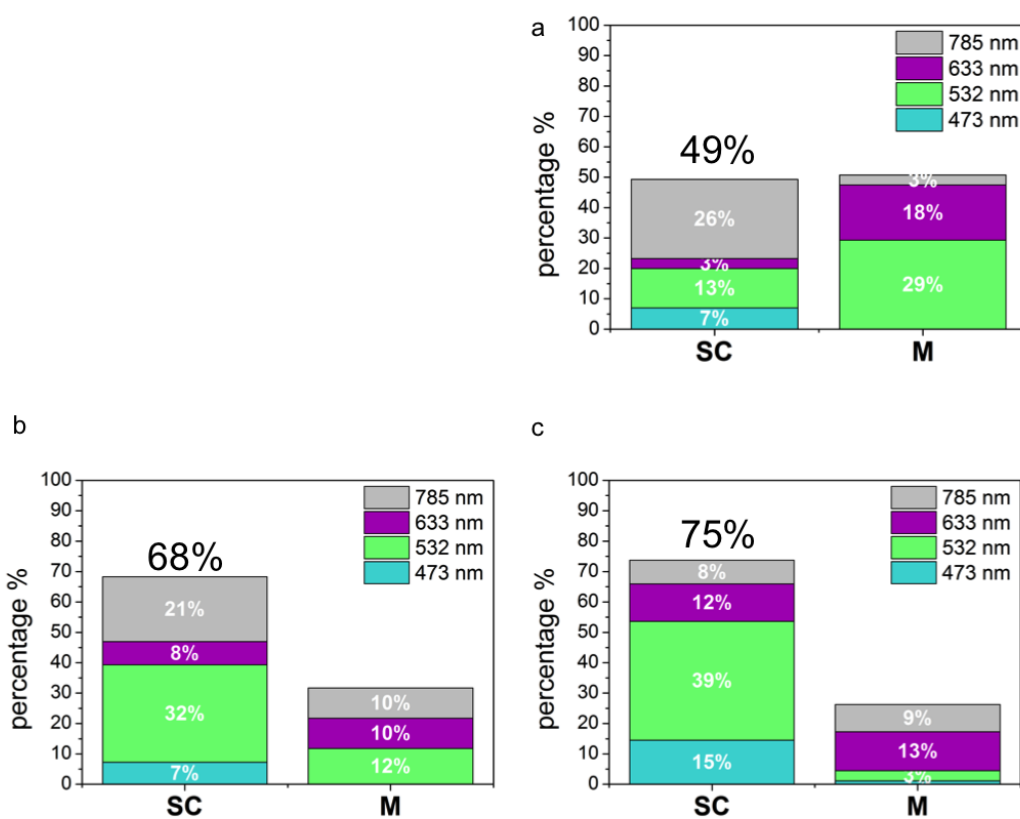 a
percentage %
100
90
80
70
60
50
40
30
20
10
0
785 nm
633 nm
532 nm
473 nm
49%
26%
3%
13%
7%
3%
18%
29%
SC
M
b
percentage %
100
90
80
70
60
50
40
30
20
10
0
785 nm
633 nm
532 nm
473 nm
68%
21%
8%
32%
7%
10%
10%
12%
SC
M
c
percentage %
100
90
80
70
60
50
40
30
20
10
0
785 nm
633 nm
532 nm
473 nm
75%
8%
12%
39%
15%
9%
13%
3%
SC
M